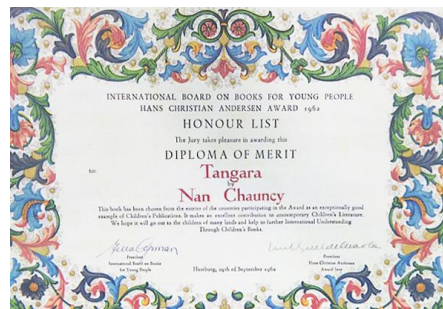 INTERNATIONAL BOARD ON BOOKS FOR YOUNG PEOPLE
HANS CHRISTIAN ANDERSEN AWARD 1962
HONOUR LIST
The Jury takes pleasure in awarding this
DIPLOMA OF MERIT
to:
Tangara
by
Nan Chauncy
This book has been chosen from the entries of the countries participating in the Award as an exceptionally good
example of Children's Publications. It makes an excellent contribution to contemporary Children's Literature.
We hope it will go out to the children of many lands and help to further International Understanding
Through Children's Books.
President
International Board on Books
for Young People
Hamburg, 29th of September 1962
President
Hans Christian Andersen
Award Jury